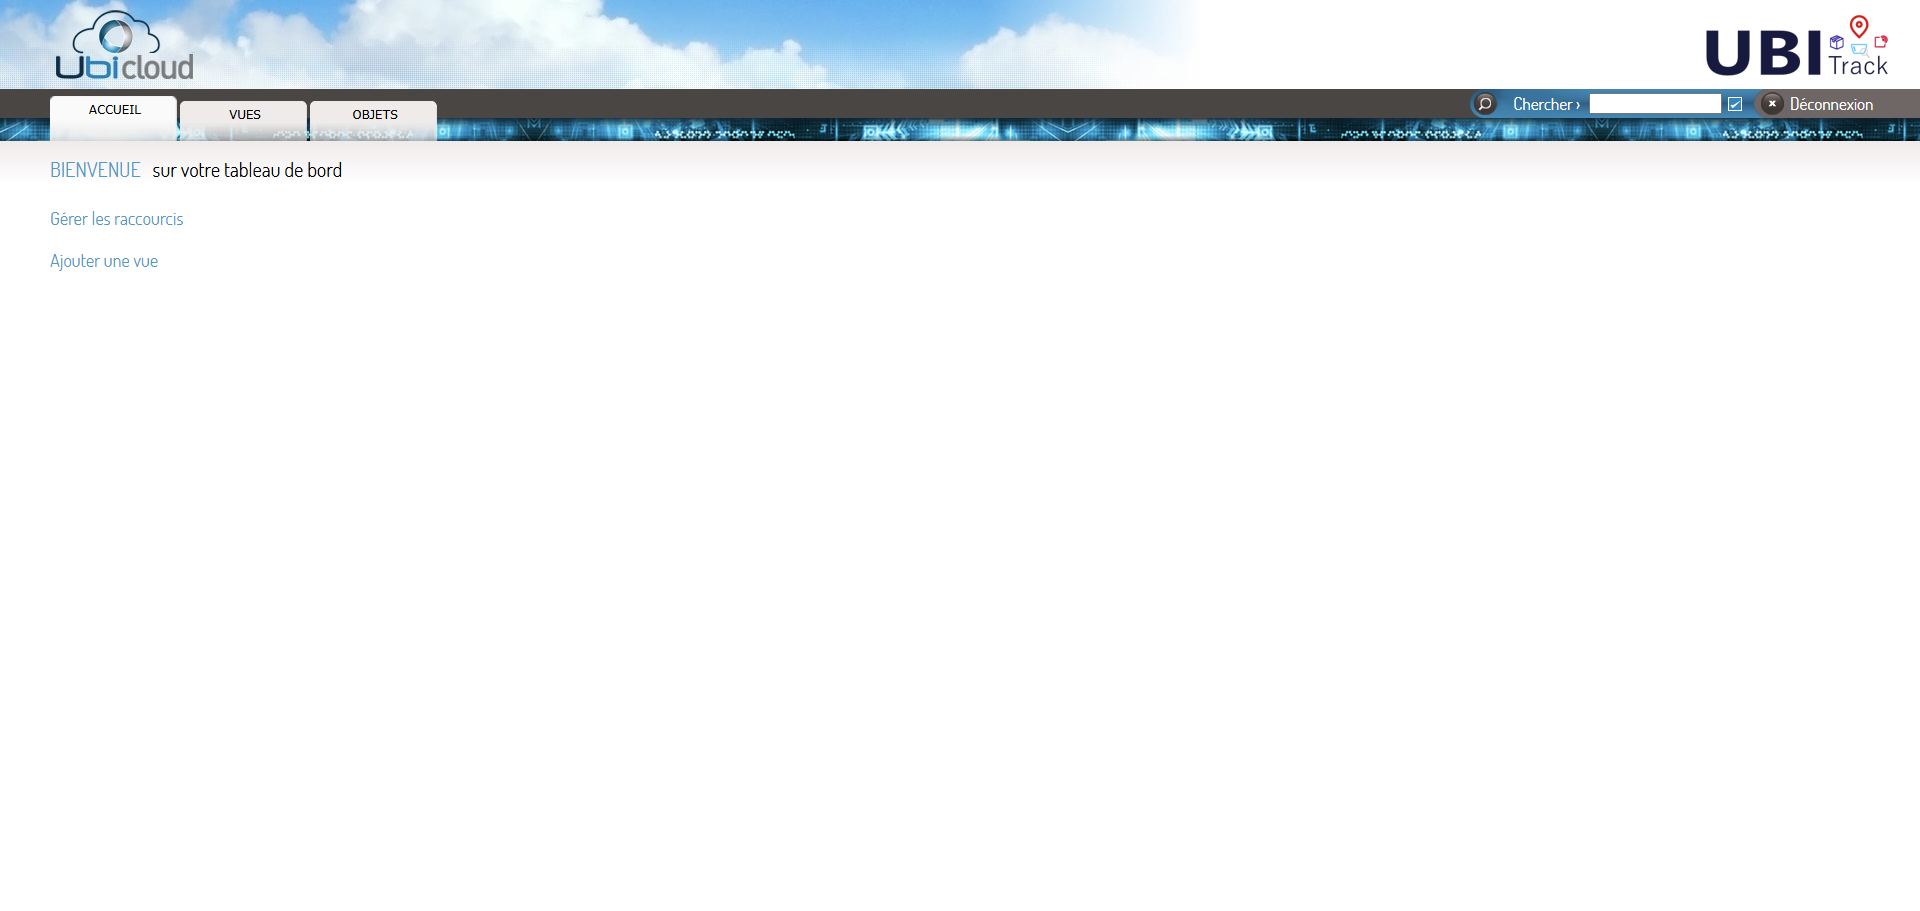 Ubicloud
UBI Track
ACCUEIL
VUES
OBJETS
Chercher ›
Déconnexion
BIENVENUE sur votre tableau de bord
Gérer les raccourcis
Ajouter une vue